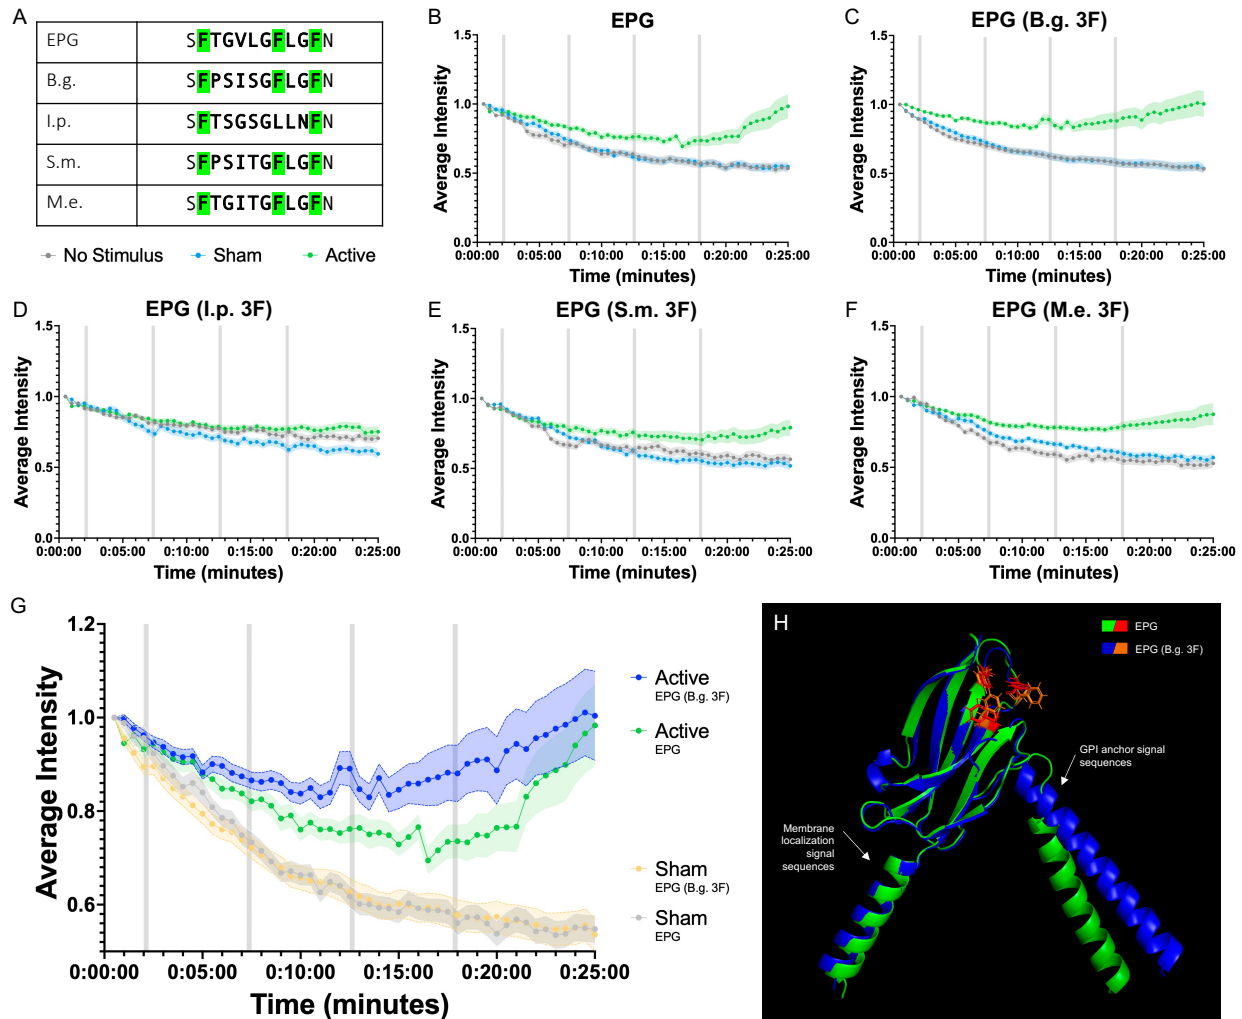 A
EPG SFTGVLGFLGFN
B.g. SFPSISGFLGFN
I.p. SFTSGSGLLNFN
S.m. SFPSITGFLGFN
M.e. SFTGITGFLGFN
No Stimulus Sham Active
B
EPG
Average Intensity
1.5
1.0
0.5
0.0
0:00:00 0:05:00 0:10:00 0:15:00 0:20:00 0:25:00
Time (minutes)
C
EPG (B.g. 3F)
Average Intensity
1.5
1.0
0.5
0.0
0:00:00 0:05:00 0:10:00 0:15:00 0:20:00 0:25:00
Time (minutes)
D
EPG (I.p. 3F)
Average Intensity
1.5
1.0
0.5
0.0
0:00:00 0:05:00 0:10:00 0:15:00 0:20:00 0:25:00
Time (minutes)
E
EPG (S.m. 3F)
Average Intensity
1.5
1.0
0.5
0.0
0:00:00 0:05:00 0:10:00 0:15:00 0:20:00 0:25:00
Time (minutes)
F
EPG (M.e. 3F)
Average Intensity
1.5
1.0
0.5
0.0
0:00:00 0:05:00 0:10:00 0:15:00 0:20:00 0:25:00
Time (minutes)
G
Average Intensity
1.2
1.0
0.8
0.6
0:00:00 0:05:00 0:10:00 0:15:00 0:20:00 0:25:00
Time (minutes)
Active
EPG (B.g. 3F)
Active
EPG
Sham
EPG (B.g. 3F)
Sham
EPG
H
EPG
EPG (B.g. 3F)
GPI anchor signal
sequences
Membrane
localization
signal
sequences